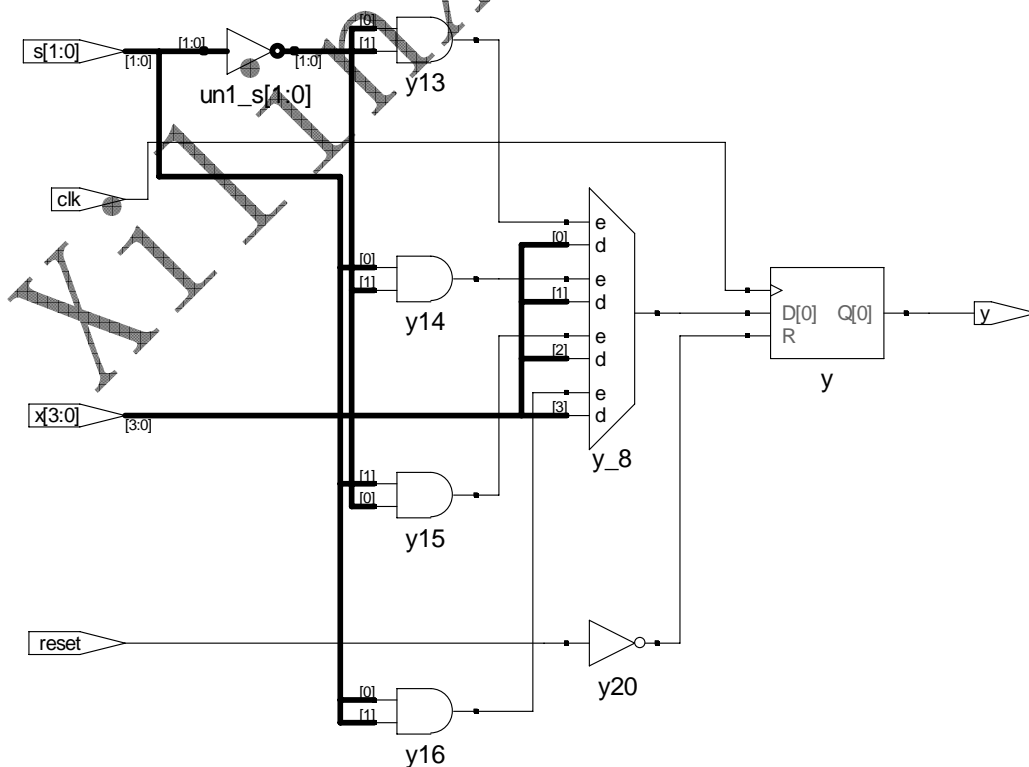 s[1:0]
[1:0]
[1:0]
[1:0]
un1_s[1:0]
[0]
[1]
y13
clk
[0]
[1]
y14
e
[0]
d
e
[1]
d
e
[2]
d
e
[3]
d
y_8
D[0]
Q[0]
R
y
y
x[3:0]
[3:0]
[1]
[0]
y15
reset
y20
[0]
[1]
y16